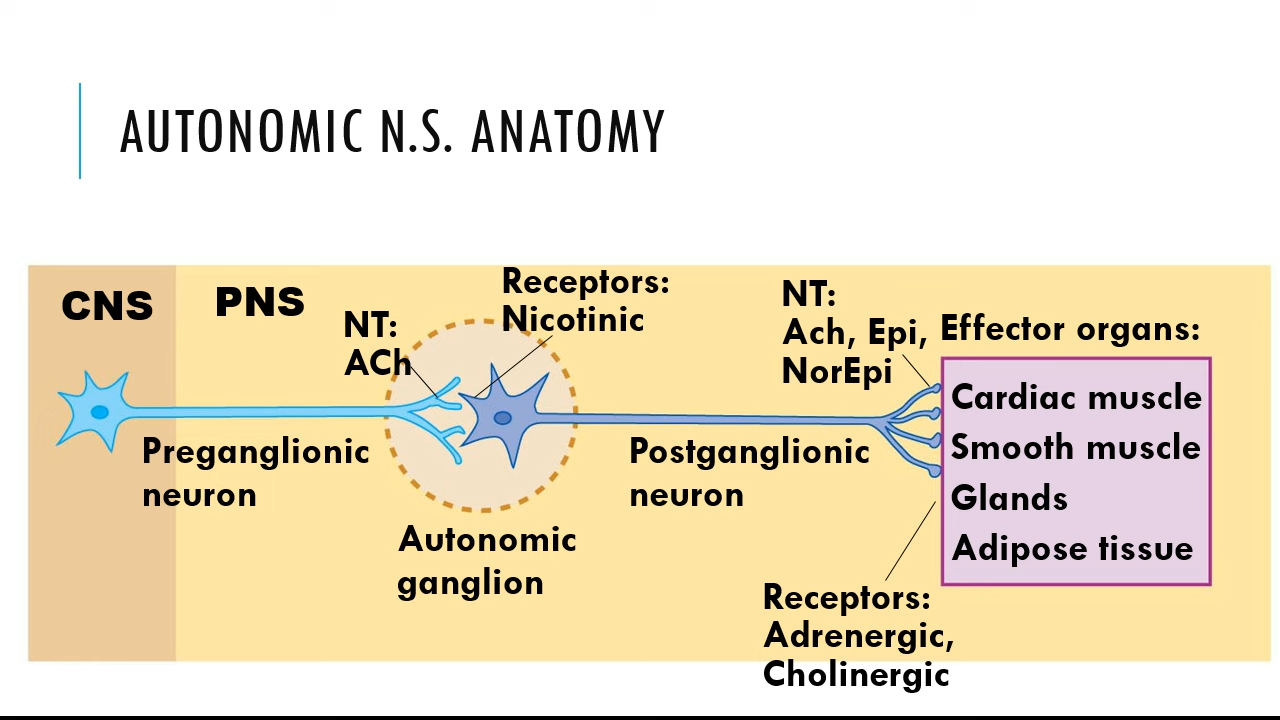 AUTONOMIC N.S. ANATOMY
CNS
PNS
NT:
ACh
Receptors:
Nicotinic
NT:
Ach, Epi,
NorEpi
Effector organs:
Cardiac muscle
Smooth muscle
Glands
Adipose tissue
Preganglionic
neuron
Postganglionic
neuron
Autonomic
ganglion
Receptors:
Adrenergic,
Cholinergic